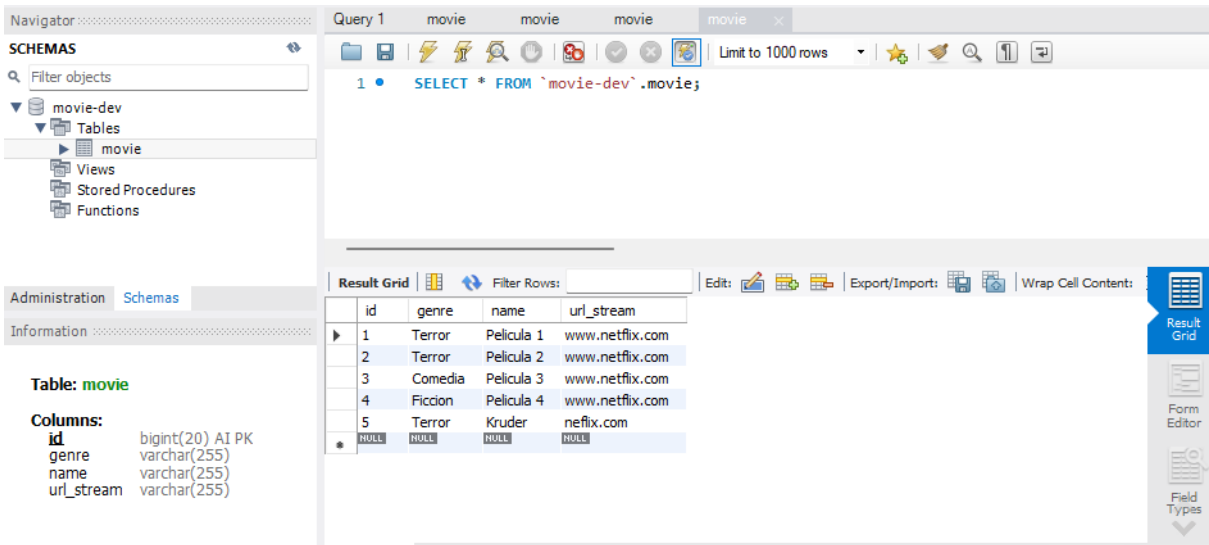 Navigator
SCHEMAS
Filter objects
movie-dev
Tables
movie
Views
Stored Procedures
Functions
Administration Schemas
Information
Table: movie
Columns:
id bigint(20) AI PK
genre varchar(255)
name varchar(255)
url_stream varchar(255)
Query 1 movie movie movie movie
Limit to 1000 rows
1 SELECT * FROM `movie-dev`.movie;
Result Grid Filter Rows: Edit: Export/Import: Wrap Cell Content:
id genre name url_stream
1 Terror Pelicula 1 www.netflix.com
2 Terror Pelicula 2 www.netflix.com
3 Comedia Pelicula 3 www.netflix.com
4 Ficcion Pelicula 4 www.netflix.com
5 Terror Kruder neflix.com
NULL NULL NULL NULL
Result
Grid
Form
Editor
Field
Types